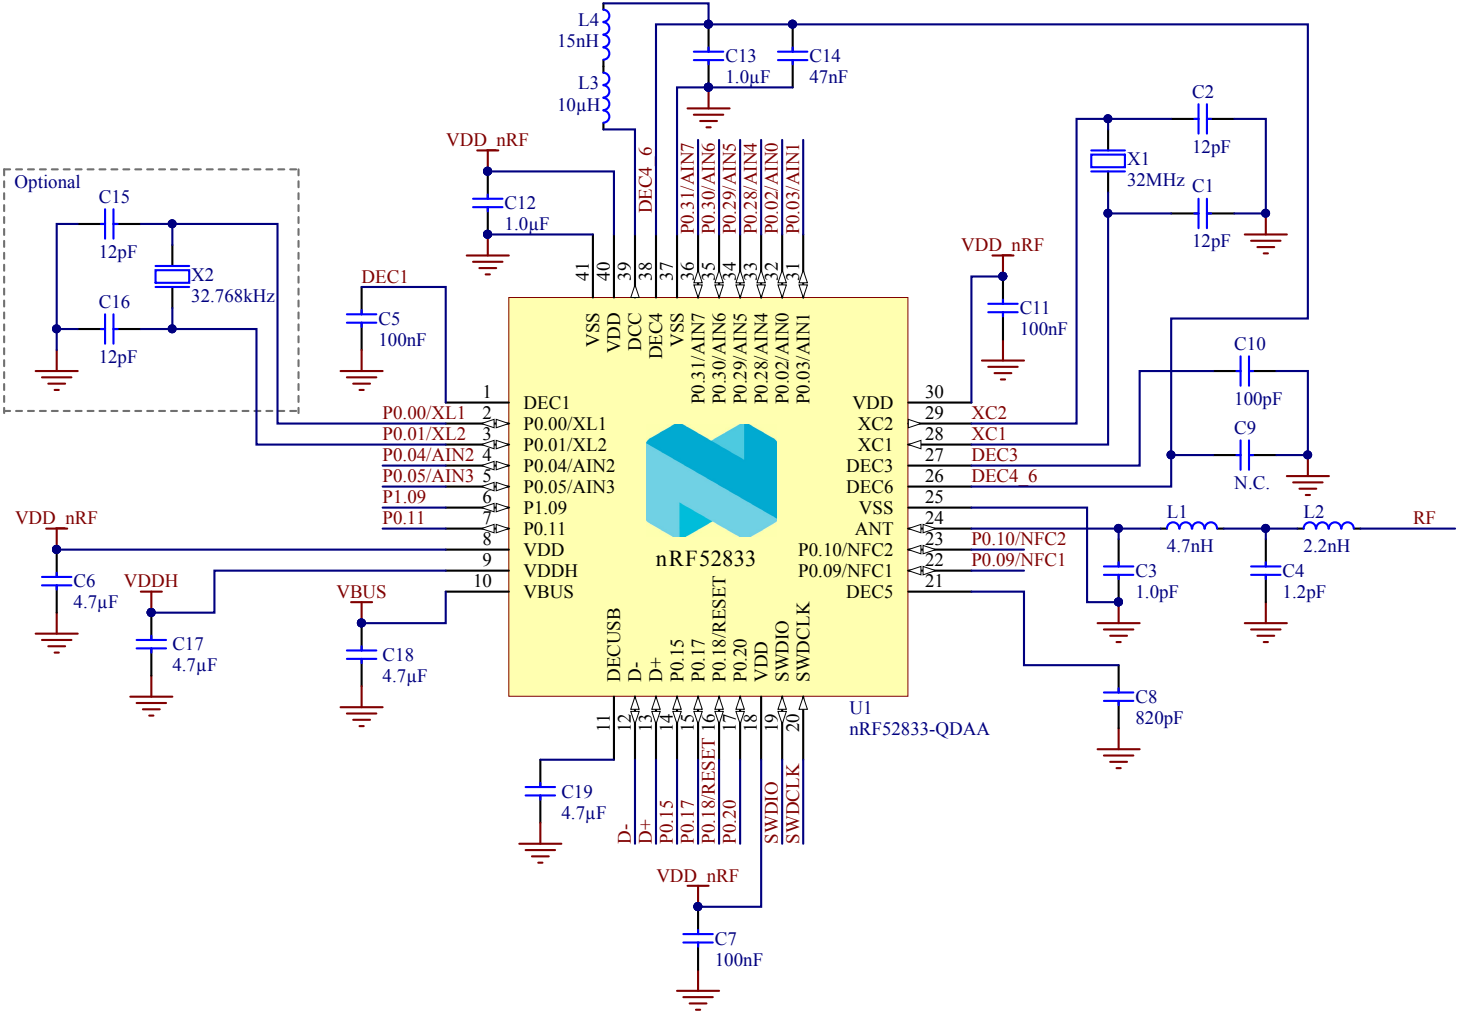 L4
15nH
L3
10µH
C13
1.0µF
C14
47nF
C2
12pF
X1
32MHz
C1
12pF
VDD_nRF
C12
1.0µF
DEC4_6
P0.31/AIN7
P0.30/AIN6
P0.29/AIN5
P0.28/AIN4
P0.02/AIN0
P0.03/AIN1
Optional
C15
12pF
X2
32.768kHz
C16
12pF
DEC1
C5
100nF
VDD_nRF
C11
100nF
C10
100pF
C9
N.C.
41
40
39
38
37
36
35
34
33
32
31
VSS
VDD
DCC
DEC4
VSS
P0.31/AIN7
P0.30/AIN6
P0.29/AIN5
P0.28/AIN4
P0.02/AIN0
P0.03/AIN1
1 DEC1
P0.00/XL1 2 P0.00/XL1
P0.01/XL2 3 P0.01/XL2
P0.04/AIN2 4 P0.04/AIN2
P0.05/AIN3 5 P0.05/AIN3
P1.09 6 P1.09
P0.11 7 P0.11
8 VDD
9 VDDH
10 VBUS
VDD 30
XC2 29 XC2
XC1 28 XC1
DEC3 27 DEC3
DEC6 26 DEC4_6
VSS 25
ANT 24
P0.10/NFC2 23 P0.10/NFC2
P0.09/NFC1 22 P0.09/NFC1
DEC5 21
nRF52833
L1
4.7nH
L2
2.2nH
RF
C3
1.0pF
C4
1.2pF
VDD_nRF
C6
4.7µF
VDDH
C17
4.7µF
VBUS
C18
4.7µF
C8
820pF
DECUSB
D-
D+
P0.15
P0.17
P0.18/RESET
P0.20
VDD
SWDIO
SWDCLK
11
12
13
14
15
16
17
18
19
20
U1
nRF52833-QDAA
C19
4.7µF
D-
D+
P0.15
P0.17
P0.18/RESET
P0.20
SWDIO
SWDCLK
VDD_nRF
C7
100nF